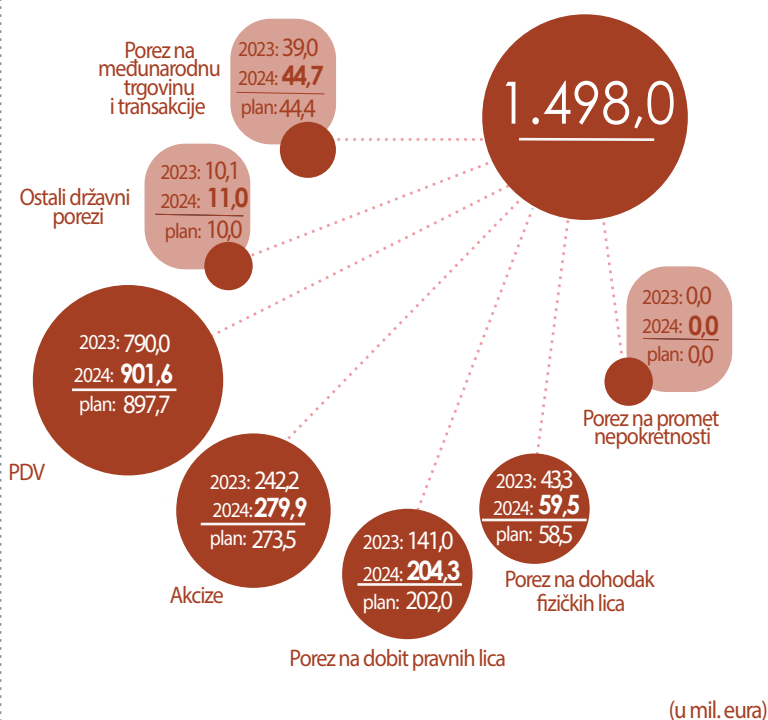 1.498,0
Porez na
međunarodnu
trgovinu
i transakcije
2023: 39,0
2024: 44,7
plan: 44,4
Ostali državni
porezi
2023: 10,1
2024: 11,0
plan: 10,0
2023: 790,0
2024: 901,6
plan: 897,7
PDV
2023: 242,2
2024: 279,9
plan: 273,5
Akcize
2023: 141,0
2024: 204,3
plan: 202,0
Porez na dobit pravnih lica
2023: 43,3
2024: 59,5
plan: 58,5
Porez na dohodak
fizičkih lica
2023: 0,0
2024: 0,0
plan: 0,0
Porez na promet
nepokretnosti
(u mil. eura)